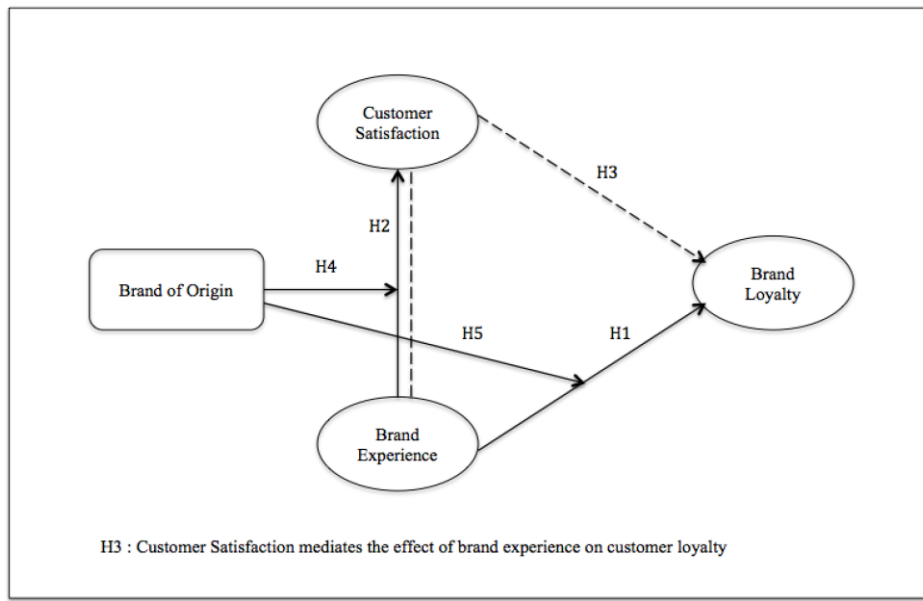 Customer
Satisfaction
H3
H2
H4
Brand of Origin
Brand
Loyalty
H5
H1
Brand
Experience
H3 : Customer Satisfaction mediates the effect of brand experience on customer loyalty